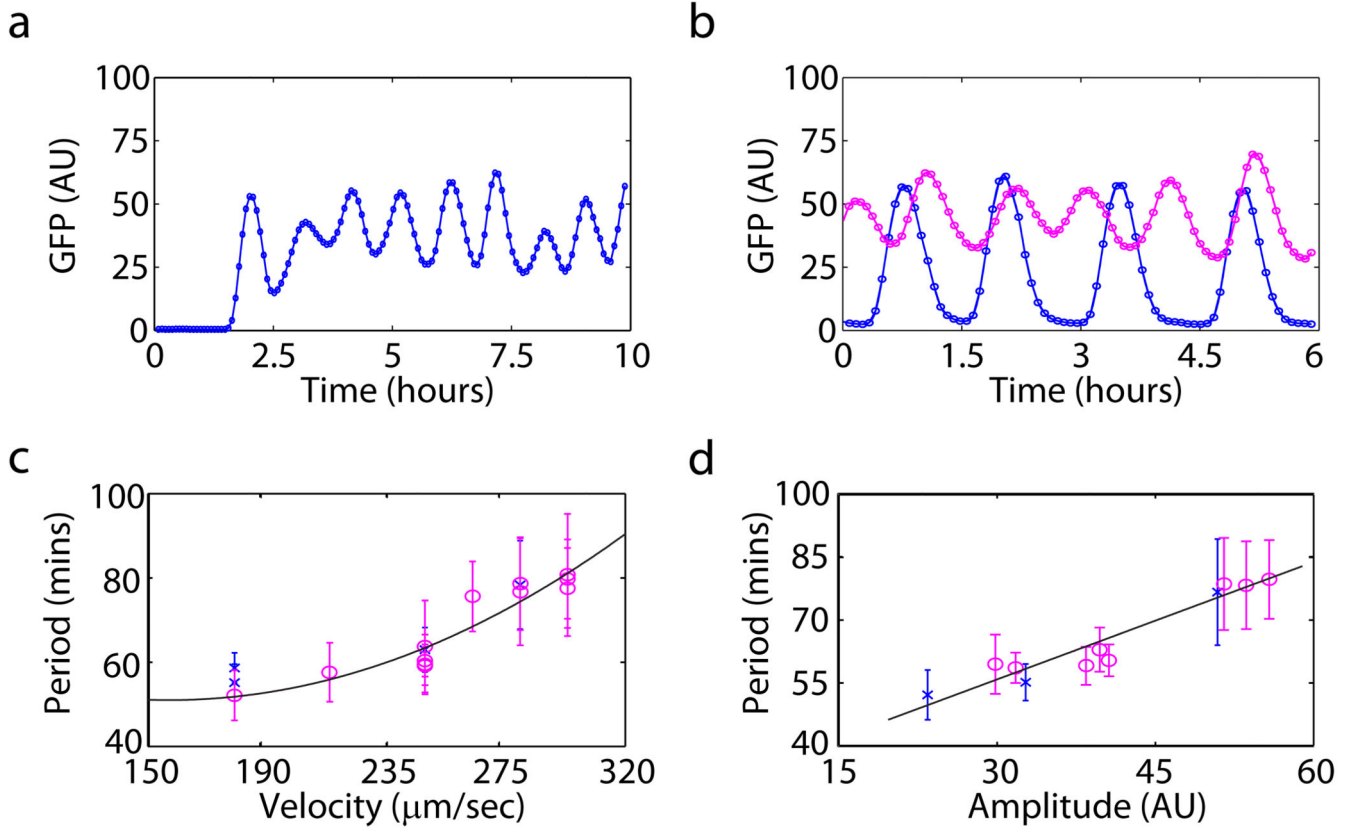 a
100
75
50
25
0
GFP (AU)
0 2.5 5 7.5 10
Time (hours)
b
100
75
50
25
0
GFP (AU)
0 1.5 3 4.5 6
Time (hours)
c
100
80
60
40
Period (mins)
150 190 235 275 320
Velocity (μm/sec)
d
100
85
70
55
40
Period (mins)
15 30 45 60
Amplitude (AU)